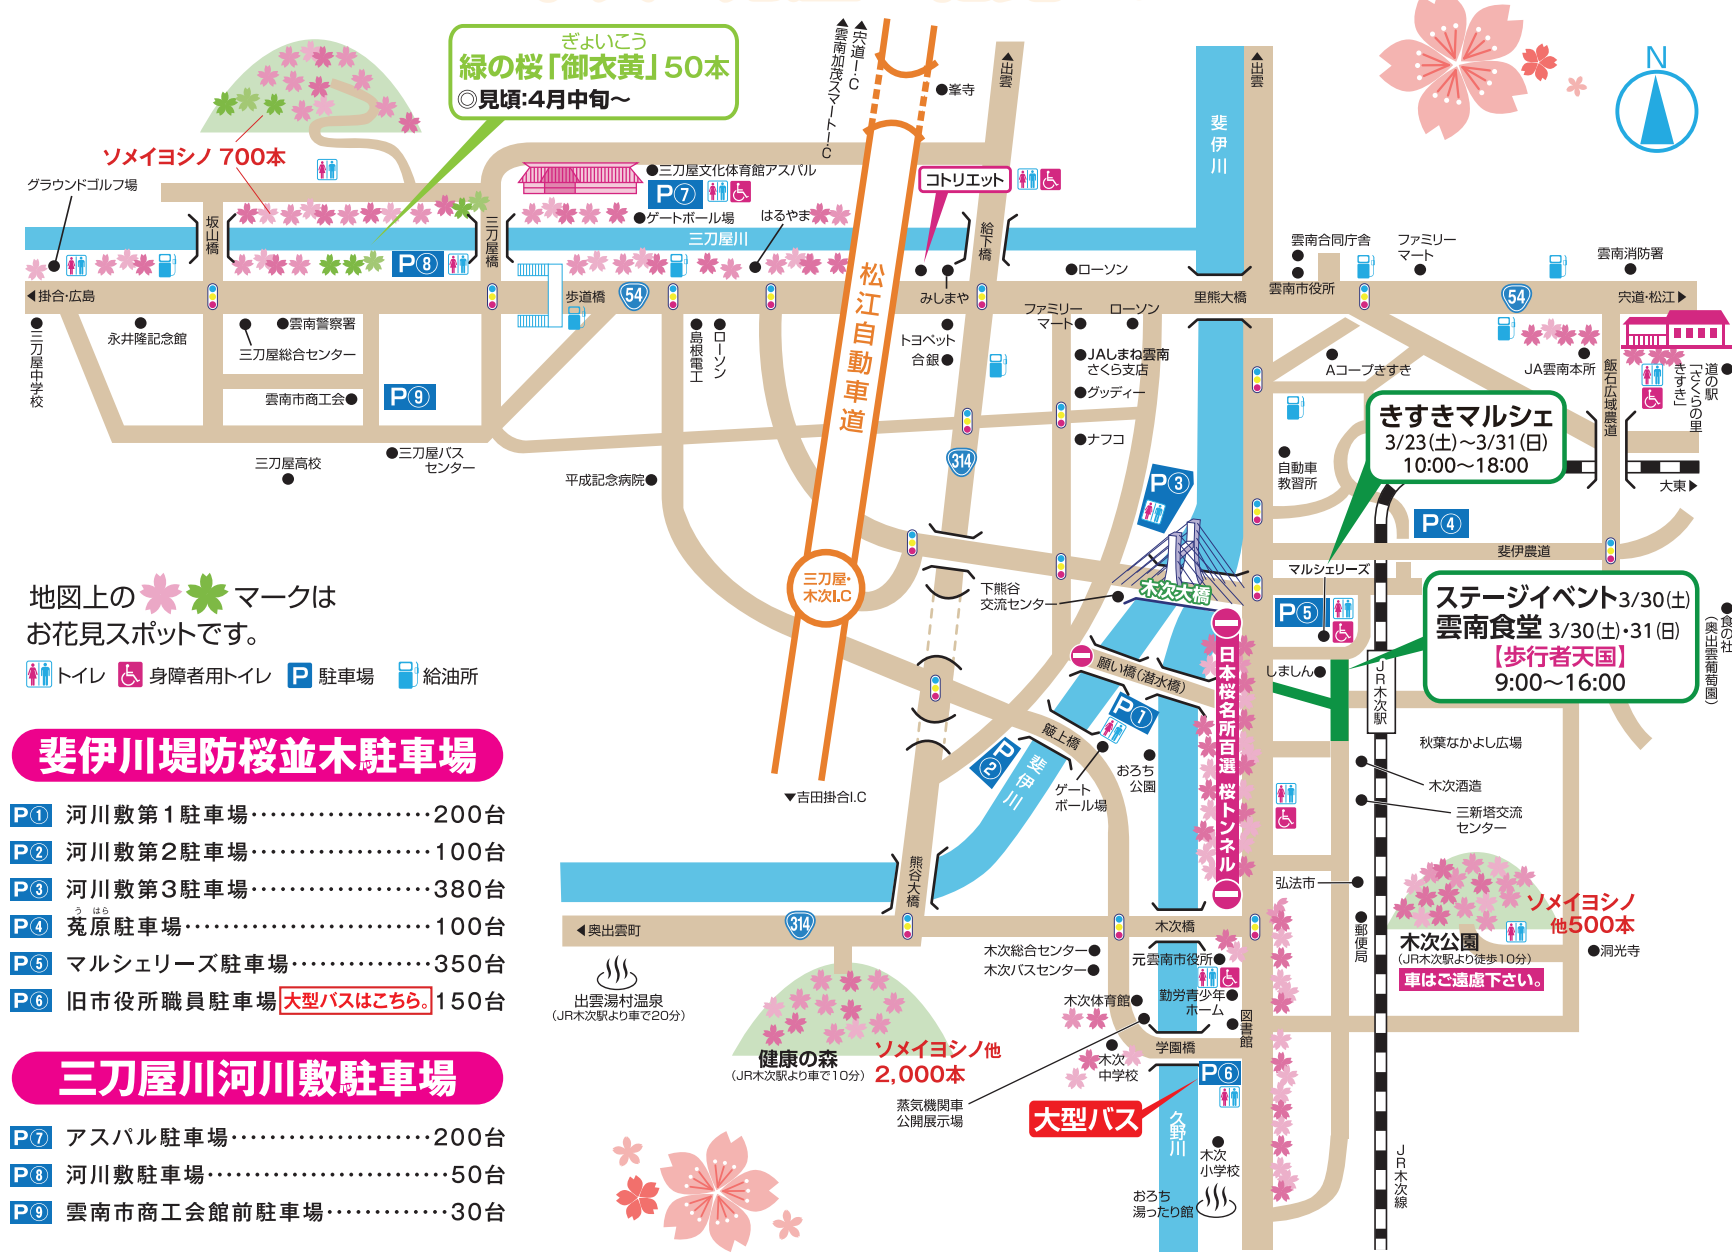 ぎょいこう
緑の桜「御衣黄」50本
◎見頃:4月中旬〜
▲宍道I.C
▲雲南加茂スマートI.C
●峯寺
▲出雲
斐伊川
▲出雲
N
ソメイヨシノ 700本
グラウンドゴルフ場
坂山橋
三刀屋橋
●三刀屋文化体育館アスパル
P⑦
●ゲートボール場
はるやま
三刀屋川
コトリエット
給下橋
P⑧
◀掛合・広島
歩道橋
54
松江自動車道
みしまや
●ローソン
里熊大橋
雲南合同庁舎
雲南市役所
ファミリー
マート
雲南消防署
54
宍道・松江▶
三刀屋中学校
永井隆記念館
●雲南警察署
三刀屋総合センター
島根電工
ローソン
トヨペット
合銀●
ファミリー
マート●
ローソン
●JAしまね雲南
さくら支店
●グッディー
●ナフコ
Aコープきすき
JA雲南本所
飯石広域農道
道の駅
「さくらの里
きすき」
雲南市商工会●
P⑨
三刀屋高校
●三刀屋バス
センター
平成記念病院●
314
P③
自動車
教習所
きすきマルシェ
3/23(土)〜3/31(日)
10:00〜18:00
大東▶
P④
斐伊農道
マルシェリーズ
三刀屋・
木次I.C
下熊谷
交流センター
木次大橋
P⑤
ステージイベント3/30(土)
雲南食堂 3/30(土)・31(日)
【歩行者天国】
9:00〜16:00
●食の社
(奥出雲葡萄園)
地図上の マークは
お花見スポットです。
トイレ
身障者用トイレ
P 駐車場
給油所
願い橋(潜水橋)
しましん●
JR木次駅
日本桜名所百選 桜トンネル
P①
簸上橋
P②
斐伊川
ゲート
ボール場
おろち
公園
秋葉なかよし広場
木次酒造
三新塔交流
センター
▼吉田掛合I.C
斐伊川堤防桜並木駐車場
P① 河川敷第1駐車場……………………200台
P② 河川敷第2駐車場……………………100台
P③ 河川敷第3駐車場……………………380台
うはら
P④ 菟原駐車場……………………100台
P⑤ マルシェリーズ駐車場……………350台
P⑥ 旧市役所職員駐車場 大型バスはこちら。 150台
熊谷大橋
弘法市
郵便局
ソメイヨシノ
他500本
木次公園
(JR木次駅より徒歩10分)
車はご遠慮下さい。
●洞光寺
◀奥出雲町
314
木次橋
出雲湯村温泉
(JR木次駅より車で20分)
木次総合センター●
木次バスセンター●
元雲南市役所●
木次体育館
勤労青少年
ホーム
図書館
健康の森
(JR木次駅より車で10分)
ソメイヨシノ他
2,000本
学園橋
木次
中学校
P⑥
蒸気機関車
公開展示場
大型バス
久野川
木次
小学校
おろち
湯ったり館
JR木次線
三刀屋川河川敷駐車場
P⑦ アスパル駐車場……………………200台
P⑧ 河川敷駐車場……………………50台
P⑨ 雲南市商工会館前駐車場…………30台